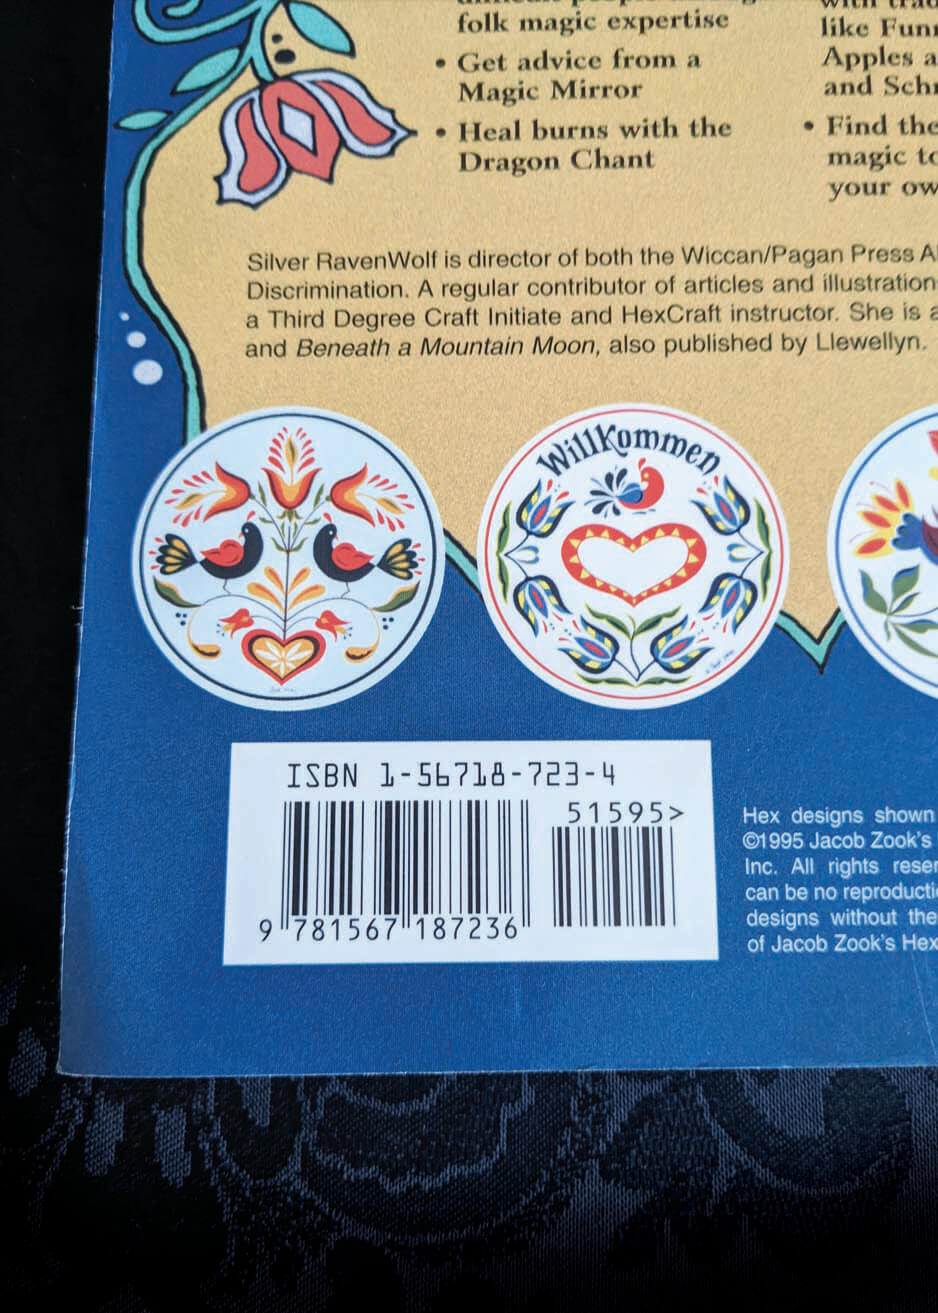 folk magic expertise
• Get advice from a
Magic Mirror
• Heal burns with the
Dragon Chant
like
Apples
and
• Find the
magic
your
Silver RavenWolf is director of both the Wiccan/Pagan Press
Discrimination. A regular contributor of articles and illustration
a Third Degree Craft Initiate and HexCraft instructor. She is
and Beneath a Mountain Moon, also published by Llewellyn.
Willkommen
ISBN 1-56718-723-4
51595>
9 781567 187236
Hex designs shown
©1995 Jacob Zook's
Inc. All rights
can be no
designs without the
of Jacob Zook's Hex